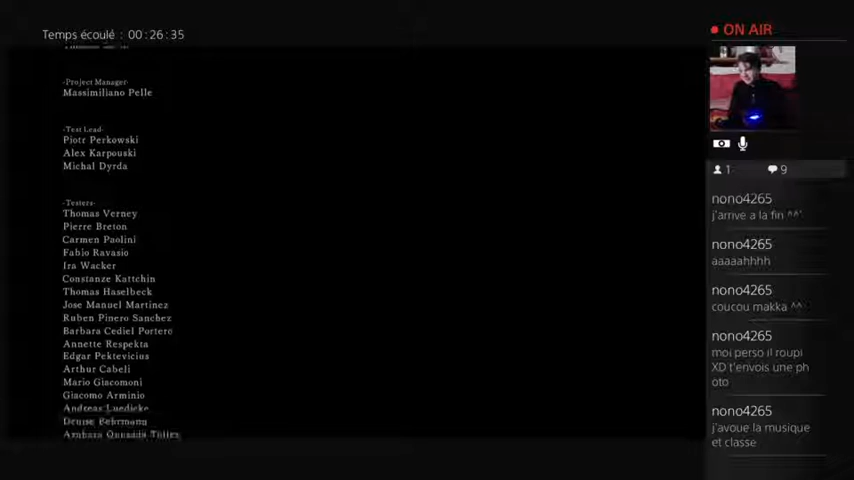 Temps écoulé : 00:26:35
-Project Manager-
Massimiliano Pelle
-Test Lead-
Piotr Perkowski
Alex Karpouski
Michal Dyrda
-Testers-
Thomas Verney
Pierre Breton
Carmen Paolini
Fabio Ravasio
Ira Wacker
Constanze Kattchin
Thomas Haselbeck
Jose Manuel Martinez
Ruben Pinero Sanchez
Barbara Cediel Portero
Annette Respekta
Edgar Pektevicius
Arthur Cabeli
Mario Giacomoni
Giacomo Arminio
Andreas Luedicke
ON AIR
1
9
nono4265
j'arrive a la fin ^^'
nono4265
aaaaahhhh
nono4265
coucou makka ^^
nono4265
moi perso il roupi
XD t'envois une ph
oto
nono4265
j'avoue la musique
et classe